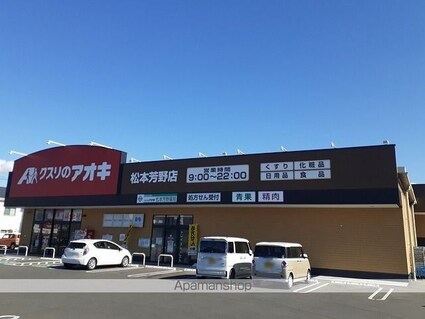 クスリのアオキ
松本芳野店
営業時間
9:00～22:00
くすり 化粧品
日用品 食品
処方せん受付
青果 精肉
Apamanshop